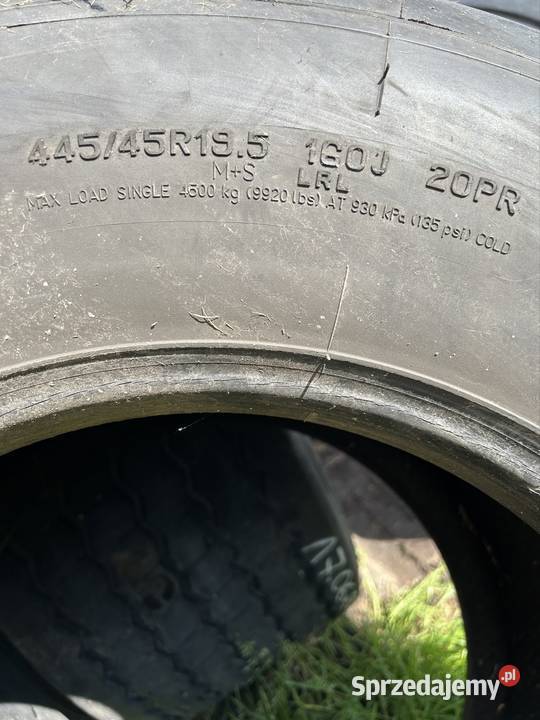 445/45R19.5 160J 20PR
M+S LRL
MAX LOAD SINGLE 4500 kg (9920 lbs) AT 930 kPa (135 psi) COLD
Sprzedajemy.pl